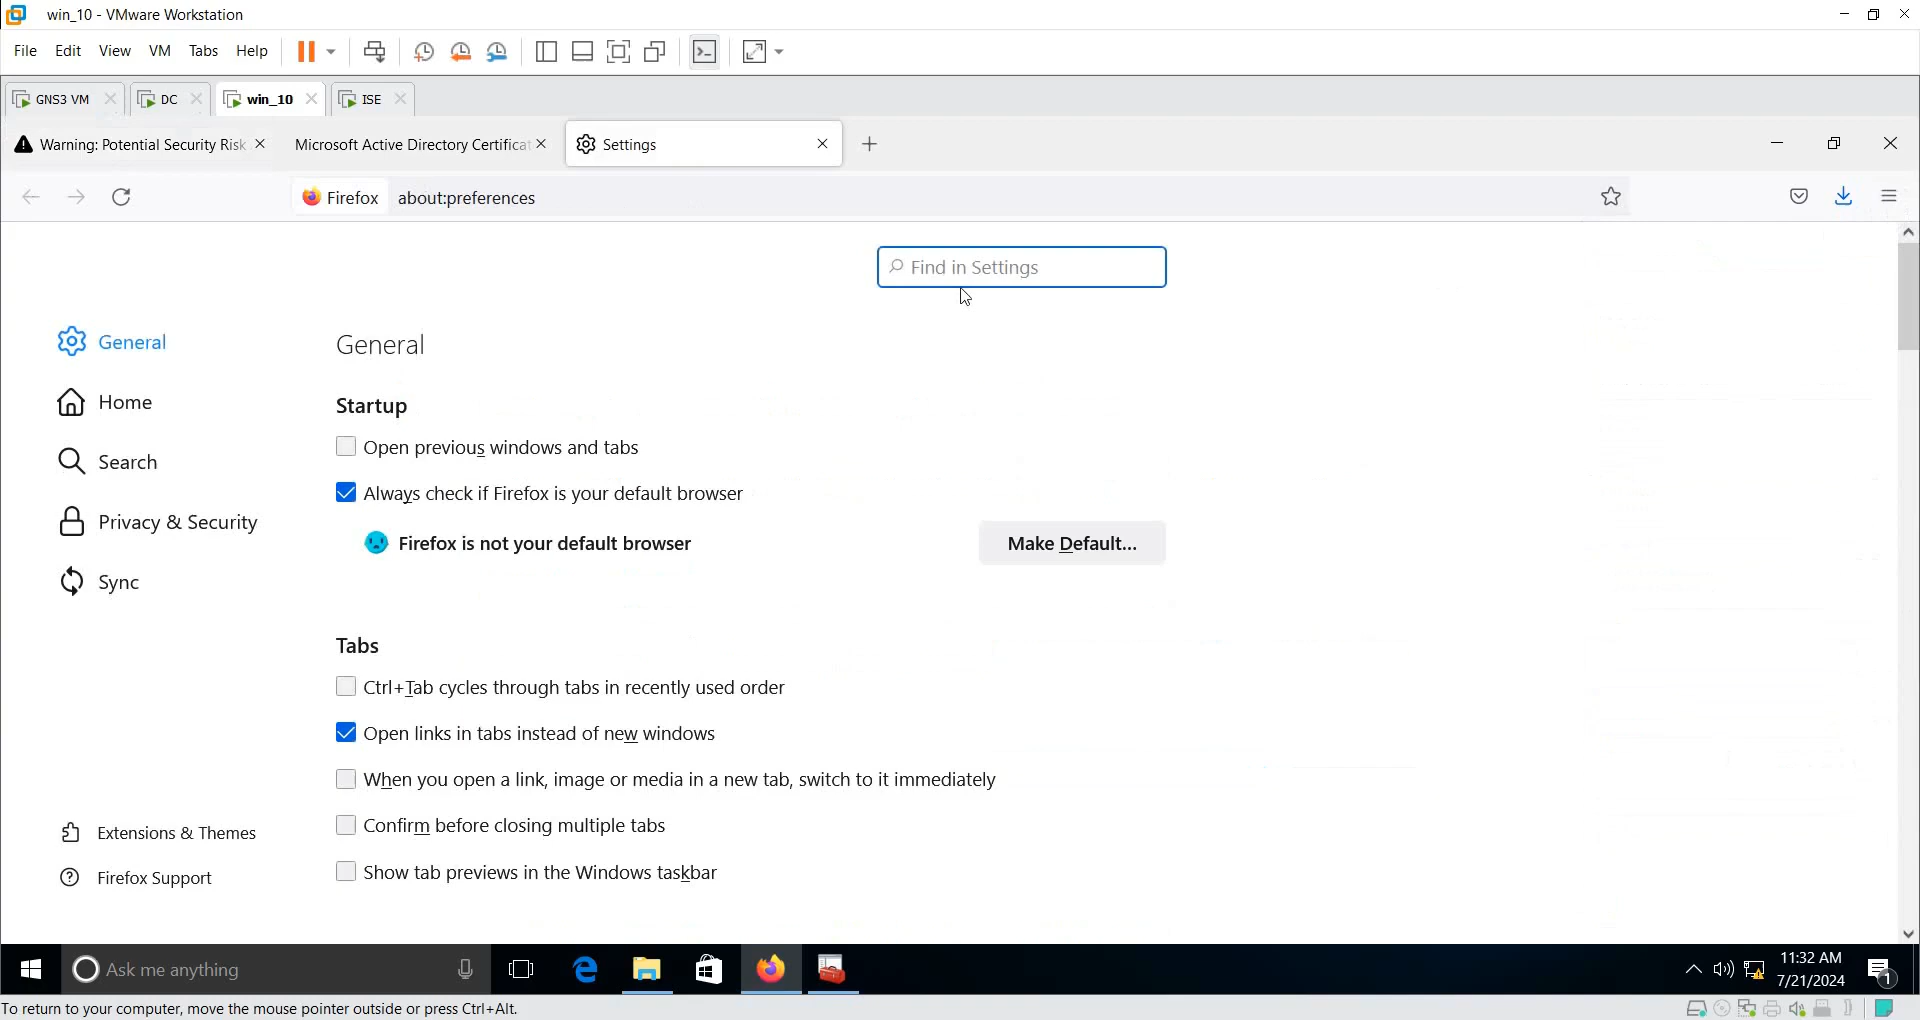 win_10 - VMware Workstation
File Edit View VM Tabs Help
GNS3 VM DC win_10 ISE
Warning: Potential Security Risk Microsoft Active Directory Certificat Settings
Firefox about:preferences
Find in Settings
General
Home
Search
Privacy & Security
Sync
Extensions & Themes
Firefox Support
General
Startup
Open previous windows and tabs
Always check if Firefox is your default browser
Firefox is not your default browser Make Default...
Tabs
Ctrl+Tab cycles through tabs in recently used order
Open links in tabs instead of new windows
When you open a link, image or media in a new tab, switch to it immediately
Confirm before closing multiple tabs
Show tab previews in the Windows taskbar
Ask me anything
11:32 AM
7/21/2024
1
To return to your computer, move the mouse pointer outside or press Ctrl+Alt.